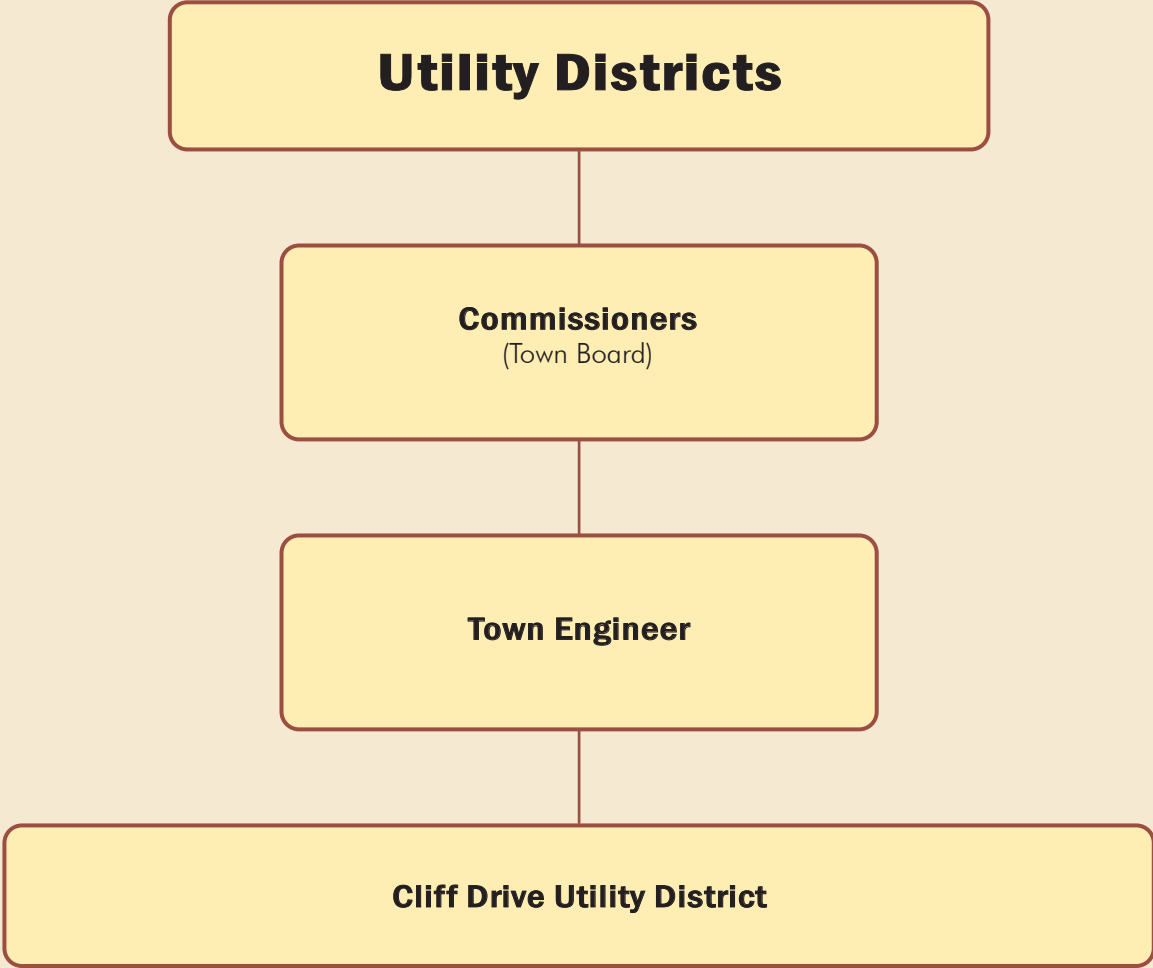 Utility Districts
Commissioners
(Town Board)
Town Engineer
Cliff Drive Utility District